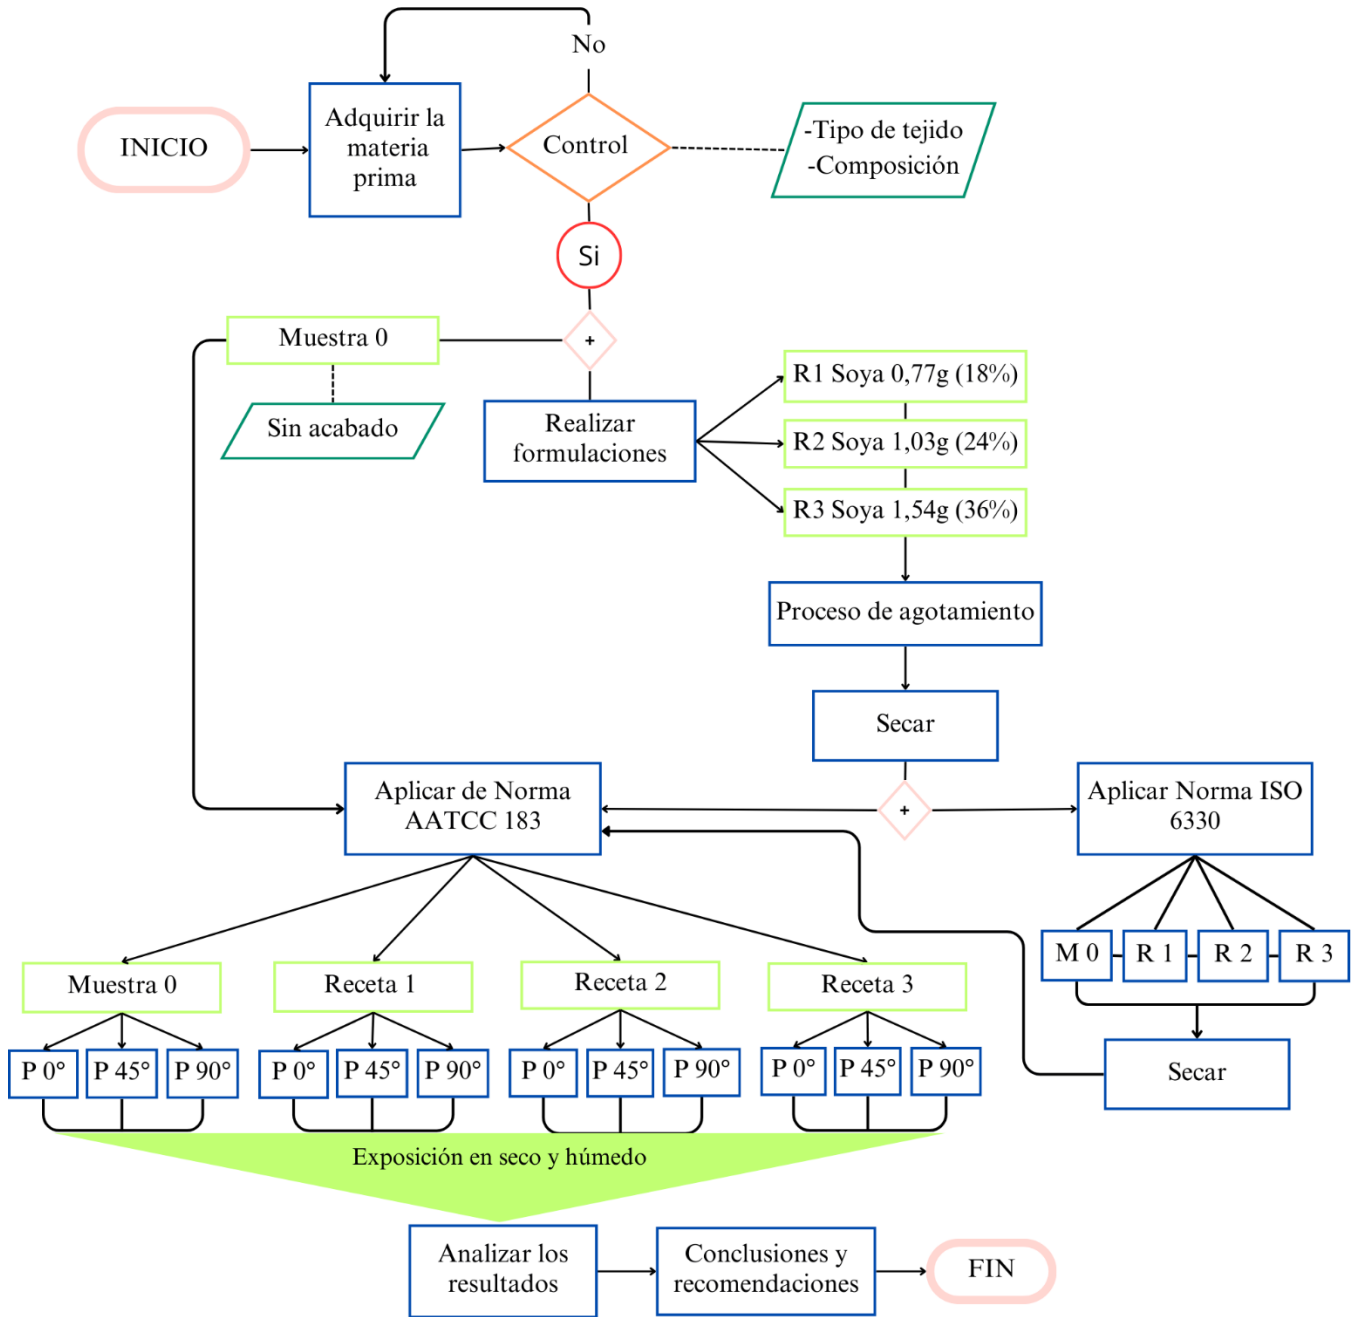 No
INICIO
Adquirir la
materia
prima
Control
-Tipo de tejido
-Composición
Si
Muestra 0
+
Sin acabado
Realizar
formulaciones
R1 Soya 0,77g (18%)
R2 Soya 1,03g (24%)
R3 Soya 1,54g (36%)
Proceso de agotamiento
Secar
Aplicar de Norma
AATCC 183
+
Aplicar Norma ISO
6330
M 0
R 1
R 2
R 3
Muestra 0
Receta 1
Receta 2
Receta 3
P 0°
P 45°
P 90°
P 0°
P 45°
P 90°
P 0°
P 45°
P 90°
P 0°
P 45°
P 90°
Secar
Exposición en seco y húmedo
Analizar los
resultados
Conclusiones y
recomendaciones
FIN